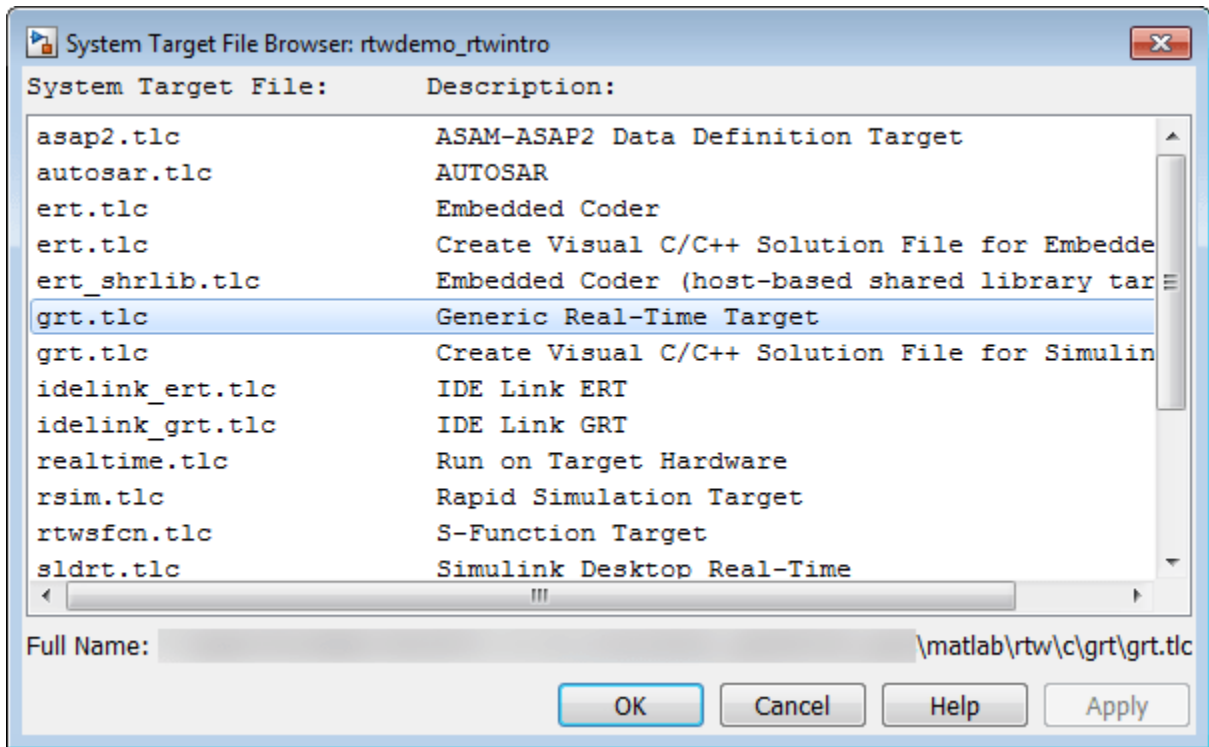 System Target File Browser: rtwdemo_rtwintro
System Target File: Description:
asap2.tlc ASAM-ASAP2 Data Definition Target
autosar.tlc AUTOSAR
ert.tlc Embedded Coder
ert.tlc Create Visual C/C++ Solution File for Embedde
ert_shrlib.tlc Embedded Coder (host-based shared library tar
grt.tlc Generic Real-Time Target
grt.tlc Create Visual C/C++ Solution File for Simulin
idelink_ert.tlc IDE Link ERT
idelink_grt.tlc IDE Link GRT
realtime.tlc Run on Target Hardware
rsim.tlc Rapid Simulation Target
rtwsfcn.tlc S-Function Target
sldrt.tlc Simulink Desktop Real-Time
Full Name: \matlab\rtw\c\grt\grt.tlc
OK Cancel Help Apply